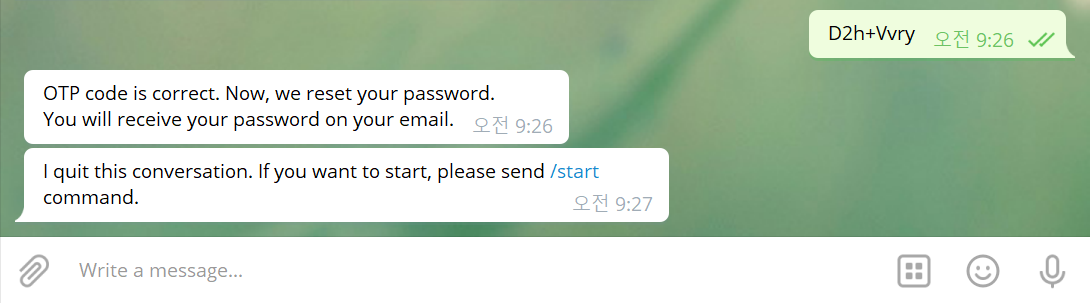 D2h+Vvry 오전 9:26
OTP code is correct. Now, we reset your password.
You will receive your password on your email. 오전 9:26
I quit this conversation. If you want to start, please send /start
command. 오전 9:27
Write a message...